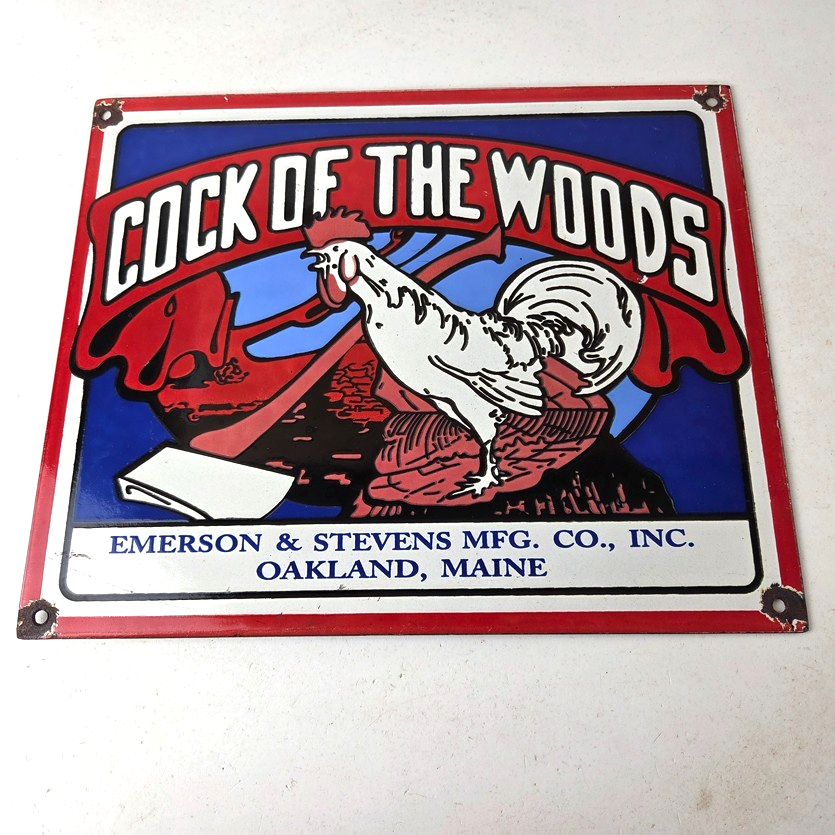 COCK OF THE WOODS
EMERSON & STEVENS MFG. CO., INC.
OAKLAND, MAINE